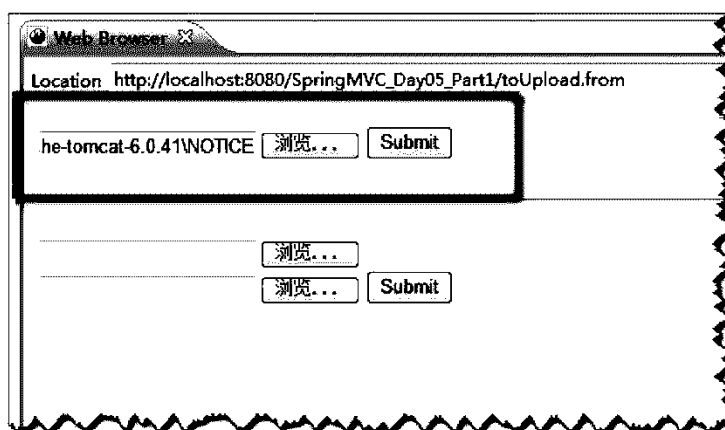 Web Browser
Location http://localhost:8080/SpringMVC_Day05_Part1/toUpload.from
he-tomcat-6.0.41\NOTICE 浏览... Submit
浏览...
浏览... Submit